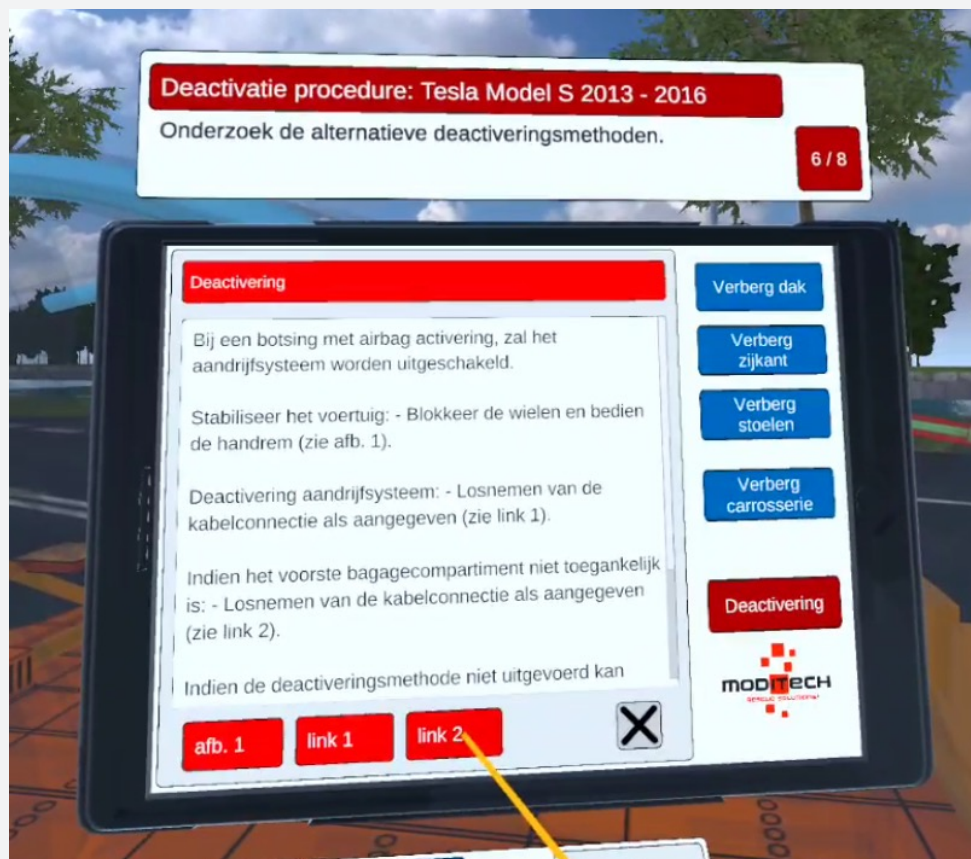 Deactivatie procedure: Tesla Model S 2013 - 2016
Onderzoek de alternatieve deactiveringsmethoden.
6 / 8
Deactivering
Bij een botsing met airbag activering, zal het
aandrijfsysteem worden uitgeschakeld.
Stabiliseer het voertuig: - Blokkeer de wielen en bedien
de handrem (zie afb. 1).
Deactivering aandrijfsysteem: - Losnemen van de
kabelconnectie als aangegeven (zie link 1).
Indien het voorste bagagecompartiment niet toegankelijk
is: - Losnemen van de kabelconnectie als aangegeven
(zie link 2).
Indien de deactiveringsmethode niet uitgevoerd kan
afb. 1
link 1
link 2
Verberg dak
Verberg
zijkant
Verberg
stoelen
Verberg
carrosserie
Deactivering
MODITECH
RESCUE SOLUTIONS